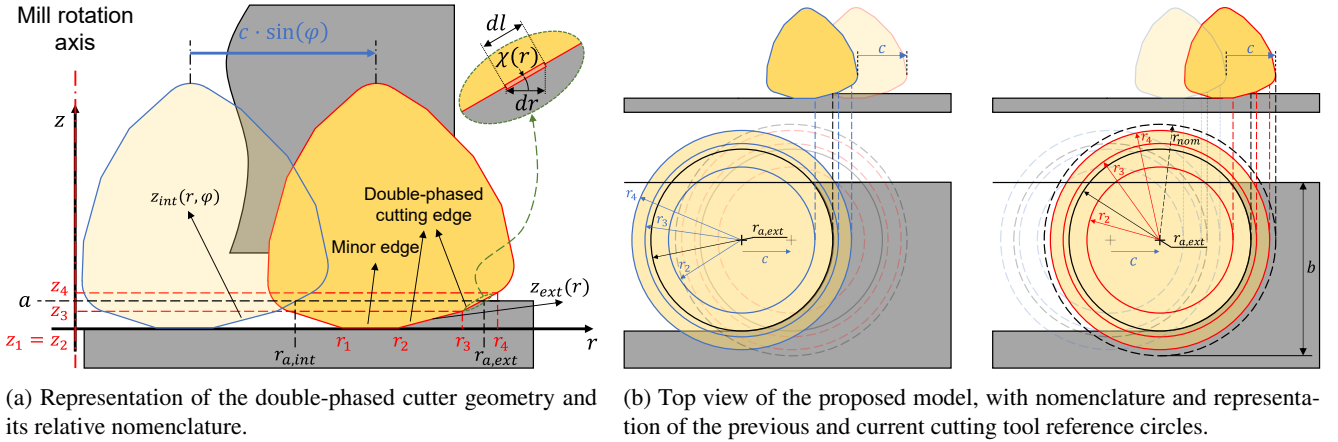 Mill rotation
axis
c · sin(φ)
dl
χ(r)
dr
z
z_int(r, φ)
Double-phased
cutting edge
Minor edge
z_ext(r)
z_4
a
z_3
z_1 = z_2
r_a,int
r_1
r_2
r_3
r_4
r_a,ext
r
c
r_4
r_3
r_2
r_a,ext
c
c
r_4
r_nom
r_3
r_2
r_a,ext
c
b
(a) Representation of the double-phased cutter geometry and
its relative nomenclature.
(b) Top view of the proposed model, with nomenclature and representa-
tion of the previous and current cutting tool reference circles.